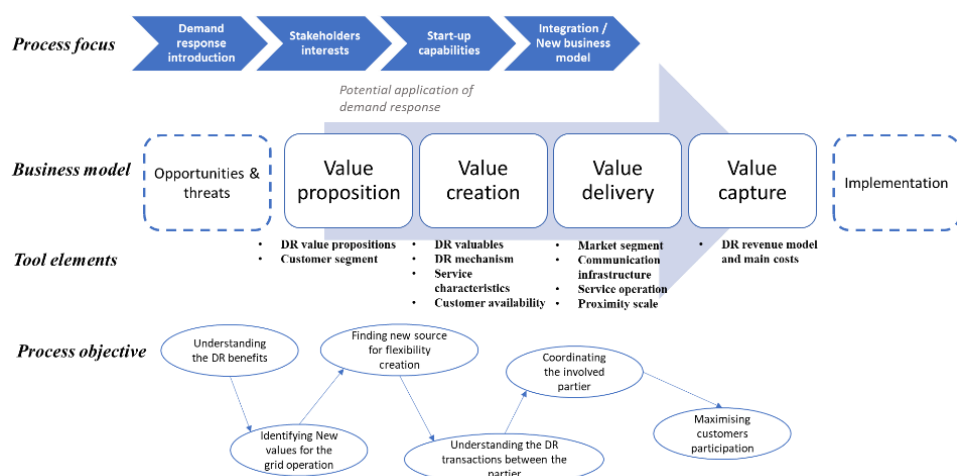 Process focus
Demand
response
introduction
Stakeholders
interests
Start-up
capabilities
Integration /
New business
model
Potential application of
demand response
Business model
Opportunities &
threats
Value
proposition
Value
creation
Value
delivery
Value
capture
Implementation
Tool elements
• DR value propositions
• Customer segment
• DR valuables
• DR mechanism
• Service
characteristics
• Customer availability
• Market segment
• Communication
infrastructure
• Service operation
• Proximity scale
• DR revenue model
and main costs
Process objective
Understanding
the DR benefits
Identifying New
values for the
grid operation
Finding new source
for flexibility
creation
Understanding the DR
transactions between the
partier
Coordinating
the involved
partier
Maximising
customers
participation